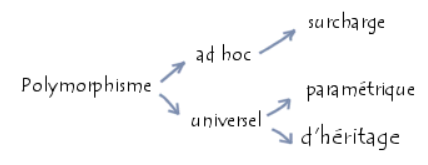 surcharge
ad hoc
Polymorphisme
paramétrique
universel
d'héritage